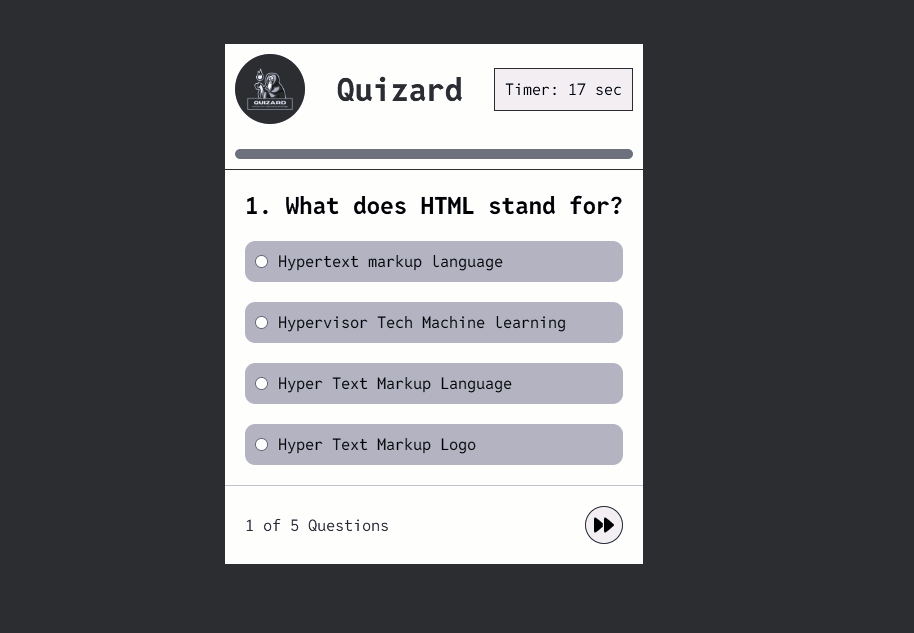 QUIZARD
Quizard
Timer: 17 sec
1. What does HTML stand for?
Hypertext markup language
Hypervisor Tech Machine learning
Hyper Text Markup Language
Hyper Text Markup Logo
1 of 5 Questions